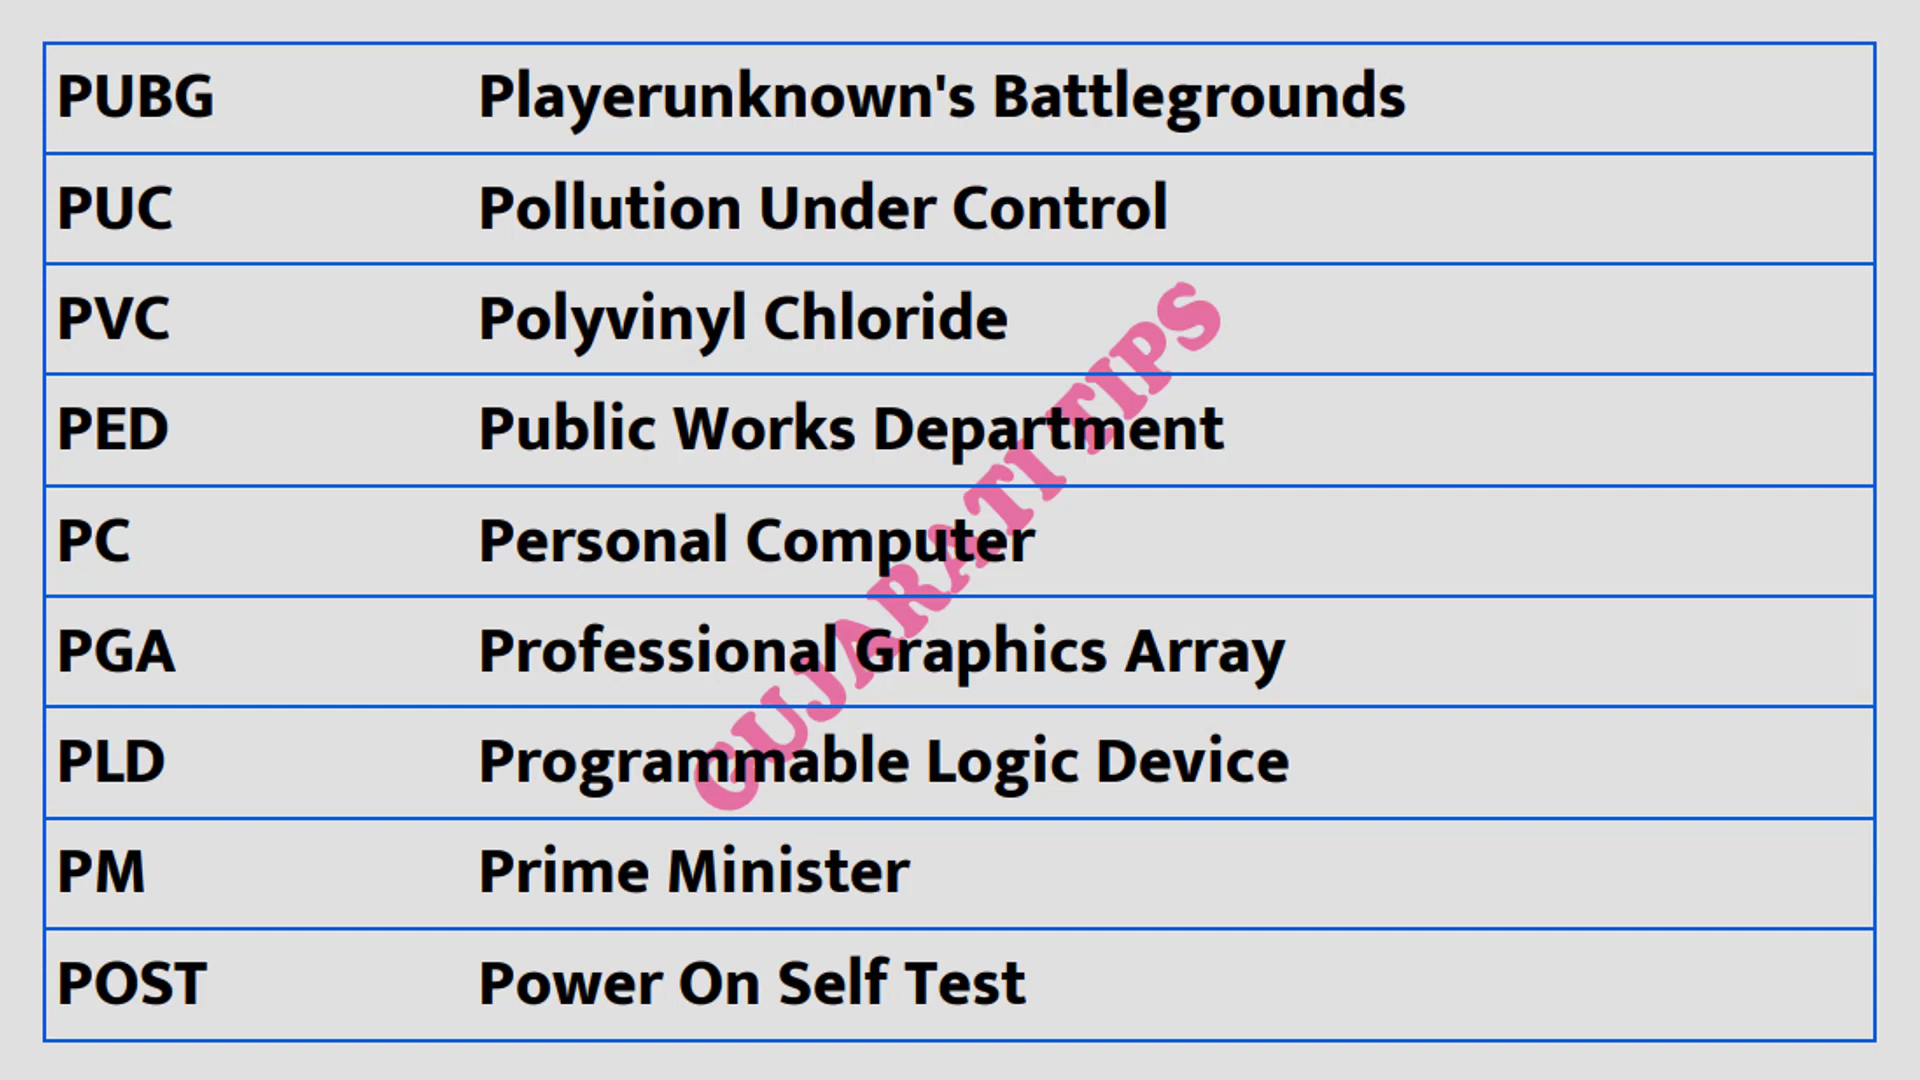 PUBG Playerunknown's Battlegrounds
PUC Pollution Under Control
PVC Polyvinyl Chloride
PED Public Works Department
PC Personal Computer
PGA Professional Graphics Array
PLD Programmable Logic Device
PM Prime Minister
POST Power On Self Test
GUJARATI TIPS